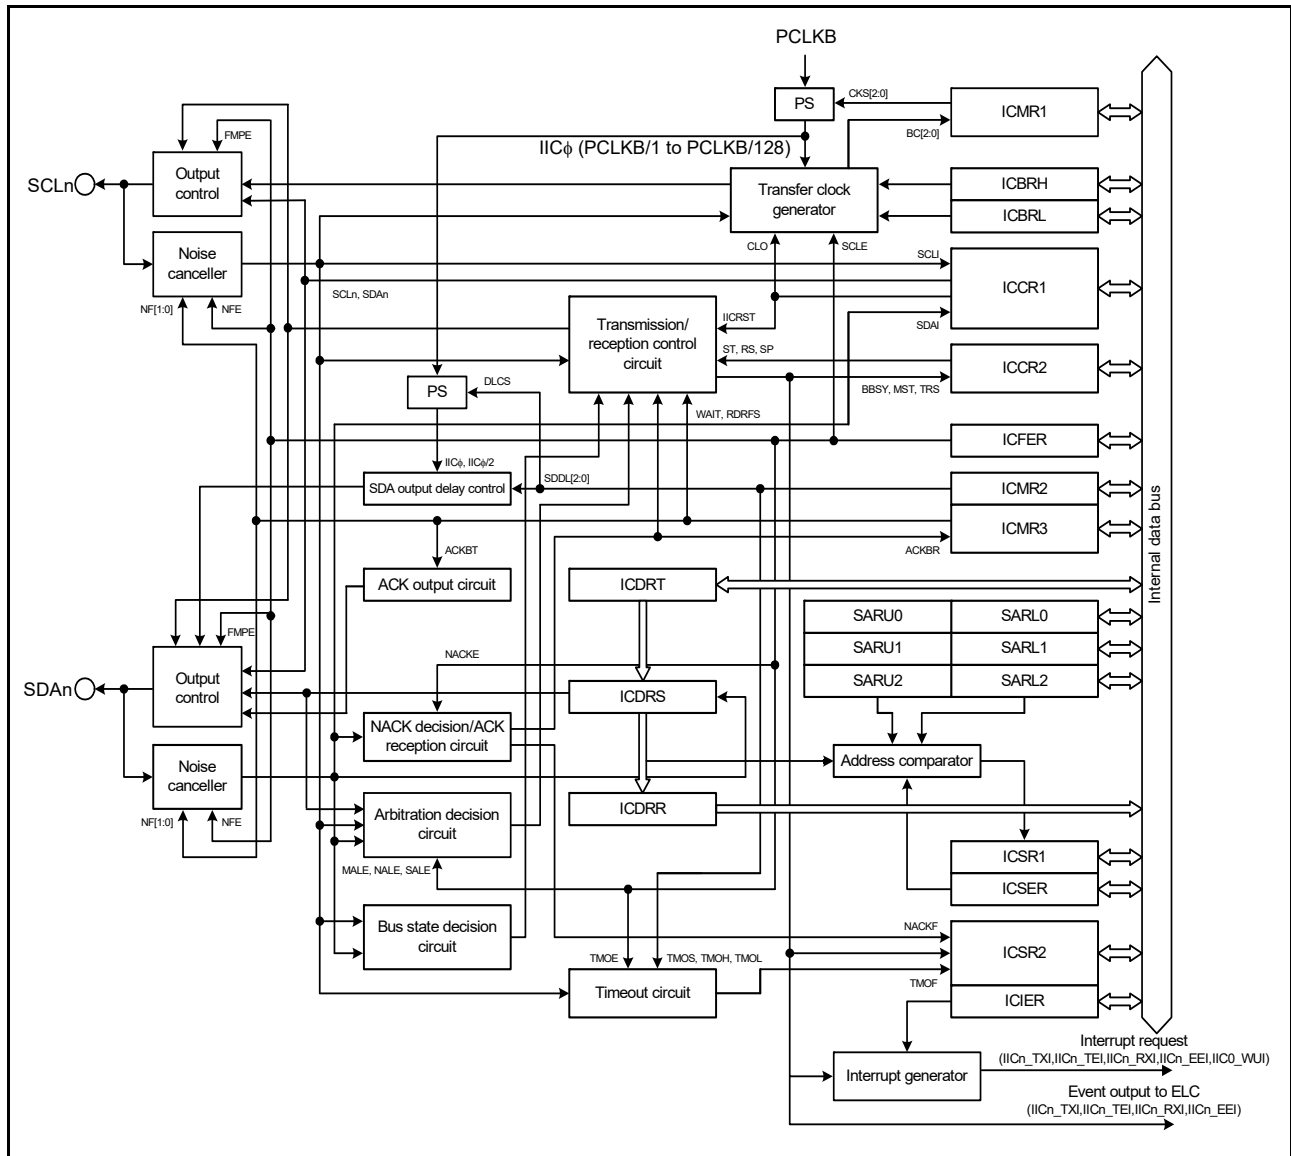 PCLKB
PS
CKS[2:0]
ICMR1
BC[2:0]
FMPE
IICϕ (PCLKB/1 to PCLKB/128)
SCLn
Output
control
Transfer clock
generator
ICBRH
ICBRL
Noise
canceller
CLO
SCLE
SCLI
NF[1:0]
NFE
SCLn, SDAn
ICCR1
IICRST
SDAI
Transmission/
reception control
circuit
ST, RS, SP
ICCR2
BBSY, MST, TRS
PS
DLCS
WAIT, RDRFS
ICFER
IICϕ, IICϕ/2
SDA output delay control
SDDL[2:0]
ICMR2
ICMR3
ACKBT
ACKBR
Internal data bus
ACK output circuit
ICDRT
SARU0
SARL0
FMPE
SARU1
SARL1
NACKE
SDAn
Output
control
ICDRS
SARU2
SARL2
NACK decision/ACK
reception circuit
Address comparator
Noise
canceller
ICDRR
Arbitration decision
circuit
NF[1:0]
NFE
MALE, NALE, SALE
ICSR1
ICSER
Bus state decision
circuit
NACKF
ICSR2
TMOE
TMOS, TMOH, TMOL
TMOF
Timeout circuit
ICIER
Interrupt request
(IICn_TXI,IICn_TEI,IICn_RXI,IICn_EEI,IIC0_WUI)
Interrupt generator
Event output to ELC
(IICn_TXI,IICn_TEI,IICn_RXI,IICn_EEI)